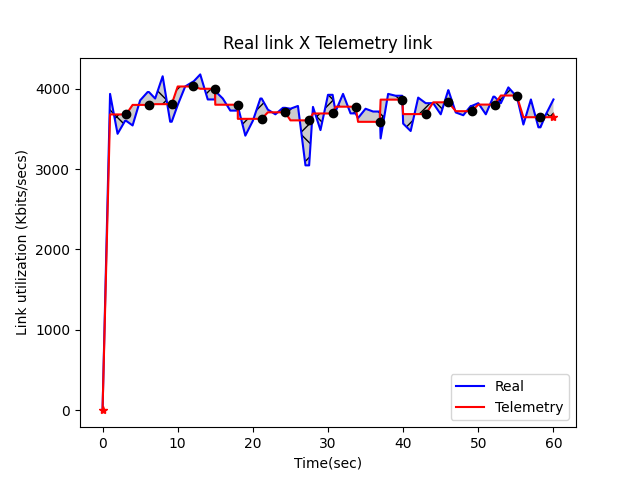 Real link X Telemetry link
Link utilization (Kbits/secs)
4000
3000
2000
1000
0
0 10 20 30 40 50 60
Time(sec)
Real
Telemetry